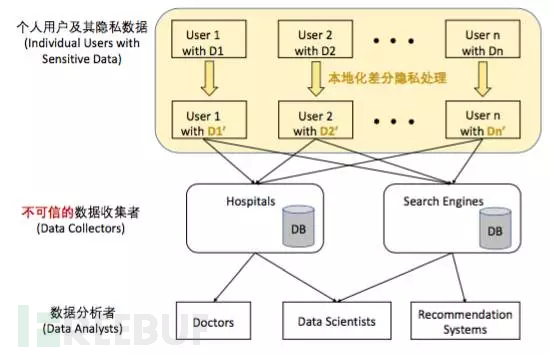 个人用户及其隐私数据
(Individual Users with
Sensitive Data)
User 1
with D1
User 2
with D2
User n
with Dn
本地化差分隐私处理
User 1
with D1’
User 2
with D2’
User n
with Dn’
不可信的数据收集者
(Data Collectors)
Hospitals
DB
Search Engines
DB
数据分析者
(Data Analysts)
Doctors
Data Scientists
Recommendation
Systems